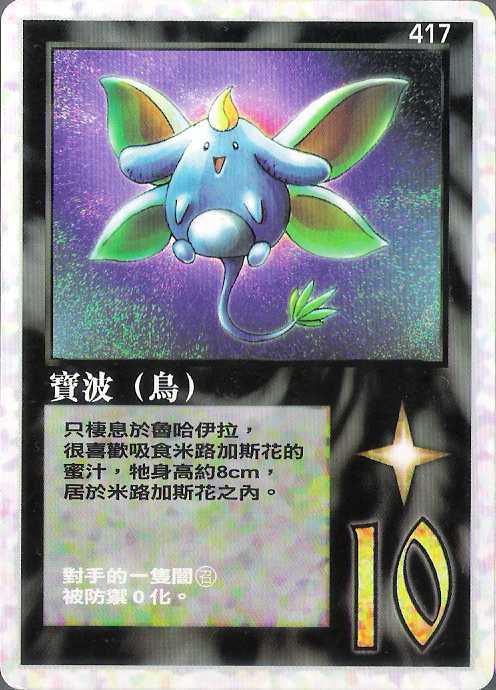 417
寶波（鳥）
只棲息於魯哈伊拉，
很喜歡吸食米路加斯花的
蜜汁，牠身高約8cm，
居於米路加斯花之內。
對手的一隻闇㊁
被防禦0化。
10